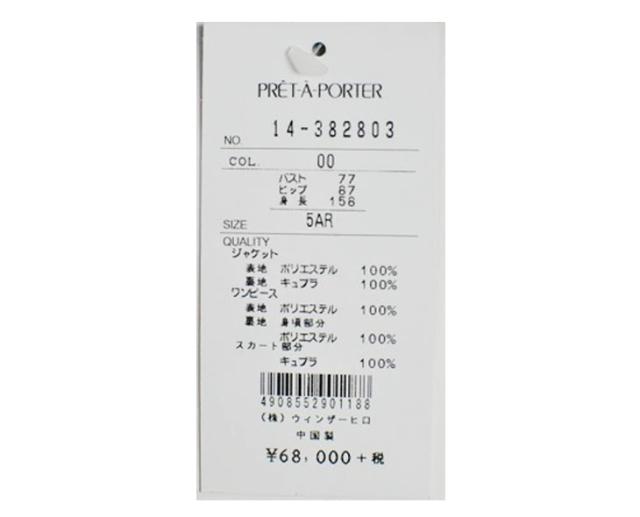 PRÊT-À-PORTER
NO. 14-382803
COL. 00
バスト 77
ヒップ 87
身長 158
SIZE 5AR
QUALITY
ジャケット
表地 ポリエステル 100%
裏地 キュプラ 100%
ワンピース
表地 ポリエステル 100%
裏地 身頃部分
ポリエステル 100%
スカート部分
キュプラ 100%
4908552901188
(株)ウィンザーヒロ
中国製
¥68,000+税